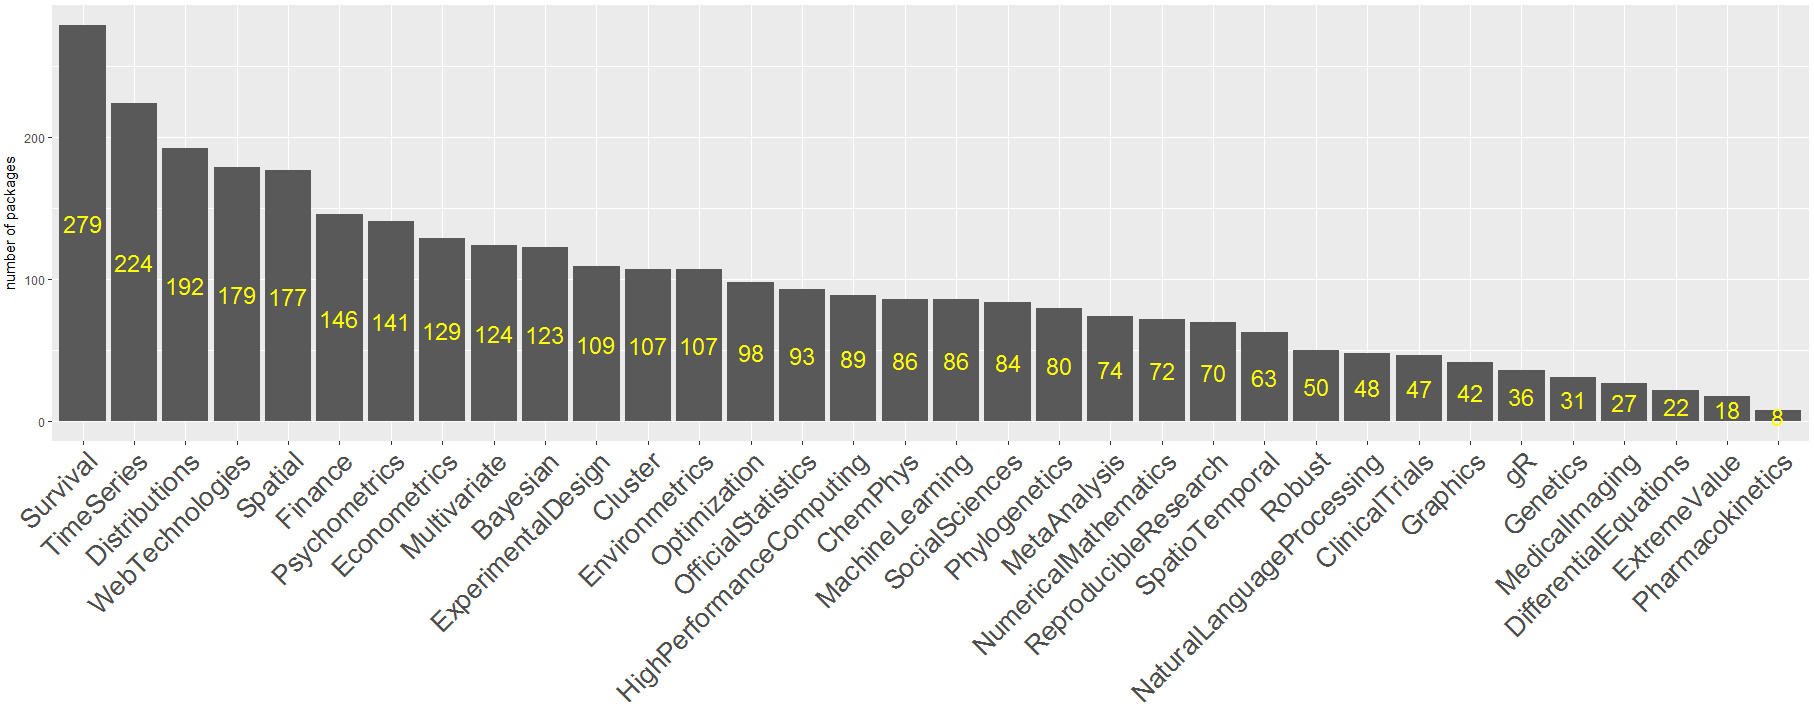 number of packages
200
100
0
279
224
192
179
177
146
141
129
124
123
109
107
107
98
93
89
86
86
84
80
74
72
70
63
50
48
47
42
36
31
27
22
18
8
Survival
TimeSeries
Distributions
WebTechnologies
Spatial
Finance
Psychometrics
Econometrics
Multivariate
Bayesian
ExperimentalDesign
Cluster
Environmetrics
Optimization
OfficialStatistics
HighPerformanceComputing
ChemPhys
MachineLearning
SocialSciences
Phylogenetics
MetaAnalysis
NumericalMathematics
ReproducibleResearch
SpatioTemporal
Robust
NaturalLanguageProcessing
ClinicalTrials
Graphics
gR
Genetics
MedicalImaging
DifferentialEquations
ExtremeValue
Pharmacokinetics